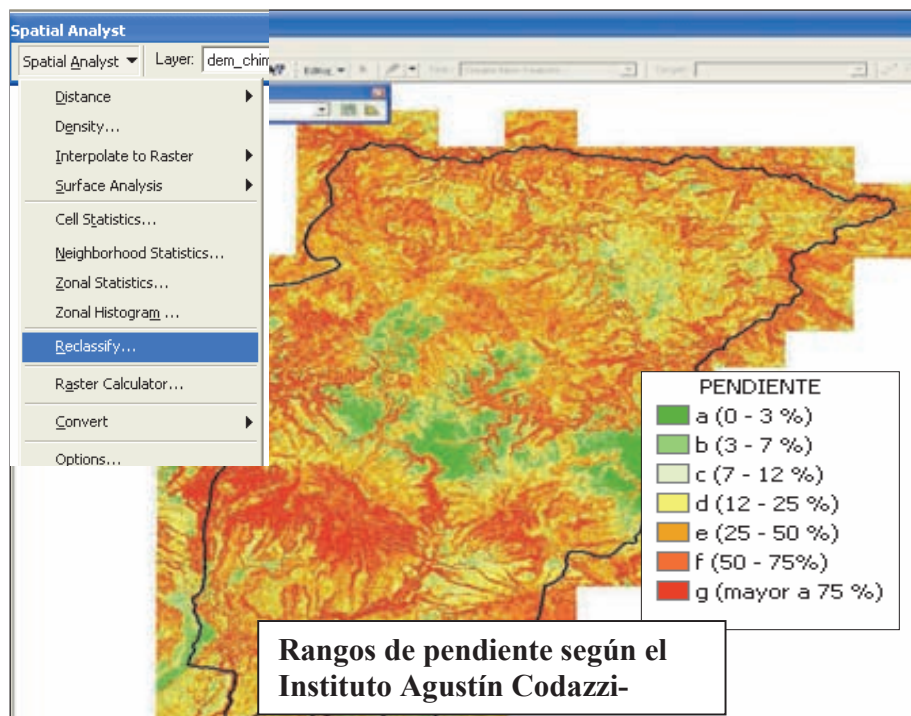 Spatial Analyst
Spatial Analyst Layer: dem_chim
Distance
Density...
Interpolate to Raster
Surface Analysis
Cell Statistics...
Neighborhood Statistics...
Zonal Statistics...
Zonal Histogram ...
Reclassify...
Raster Calculator...
Convert
Options...
PENDIENTE
a (0 - 3 %)
b (3 - 7 %)
c (7 - 12 %)
d (12 - 25 %)
e (25 - 50 %)
f (50 - 75%)
g (mayor a 75 %)
Rangos de pendiente según el
Instituto Agustín Codazzi-